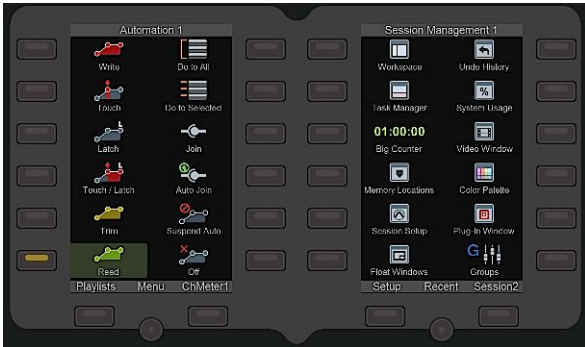 Automation 1
Write
Do to All
Touch
Do to Selected
Latch
Join
Touch / Latch
Auto Join
Trim
Suspend Auto
Read
Off
Playlists Menu ChMeter1
Session Management 1
Workspace
Undo History
Task Manager
System Usage
01:00:00
Big Counter
Video Window
Memory Locations
Color Palette
Session Setup
Plug-In Window
Float Windows
G
Groups
Setup Recent Session2